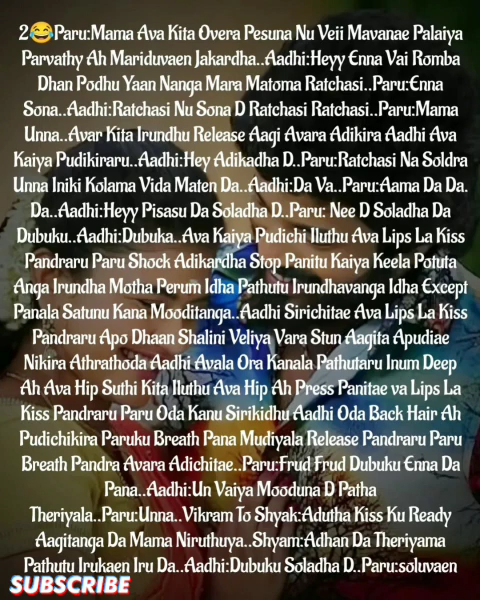 2😂Paru:Mama Ava Kita Overa Pesuna Nu Veii Mavanae Palaiya
Parvathy Ah Mariduvaen Jakardha..Aadhi:Heyy Enna Vai Romba
Dhan Podhu Yaan Nanga Mara Matoma Ratchasi..Paru:Enna
Sona..Aadhi:Ratchasi Nu Sona D Ratchasi Ratchasi..Paru:Mama
Unna..Avar Kita Irundhu Release Aagi Avara Adikira Aadhi Ava
Kaiya Pudikiraru..Aadhi:Hey Adikadha D..Paru:Ratchasi Na Soldra
Unna Iniki Kolama Vida Maten Da..Aadhi:Da Va..Paru:Aama Da Da.
Da..Aadhi:Heyy Pisasu Da Soladha D..Paru: Nee D Soladha Da
Dubuku..Aadhi:Dubuka..Ava Kaiya Pudichi Iluthu Ava Lips La Kiss
Pandraru Paru Shock Adikardha Stop Panitu Kaiya Keela Potuta
Anga Irundha Motha Perum Idha Pathutu Irundhavanga Idha Except
Panala Satunu Kana Mooditanga..Aadhi Sirichitae Ava Lips La Kiss
Pandraru Apo Dhaan Shalini Veliya Vara Stun Aagita Apudiae
Nikira Athrathoda Aadhi Avala Ora Kanala Pathutaru Inum Deep
Ah Ava Hip Suthi Kita Iluthu Ava Hip Ah Press Panitae va Lips La
Kiss Pandraru Paru Oda Kanu Sirikidhu Aadhi Oda Back Hair Ah
Pudichikira Paruku Breath Pana Mudiyala Release Pandraru Paru
Breath Pandra Avara Adichitae..Paru:Frud Frud Dubuku Enna Da
Pana..Aadhi:Un Vaiya Mooduna D Patha
Theriyala..Paru:Unna..Vikram To Shyak:Adutha Kiss Ku Ready
Aagitanga Da Mama Niruthuya..Shyam:Adhan Da Theriyama
Pathutu Irukaen Iru Da..Aadhi:Dubuku Soladha D..Paru:soluvaen
SUBSCRIBE